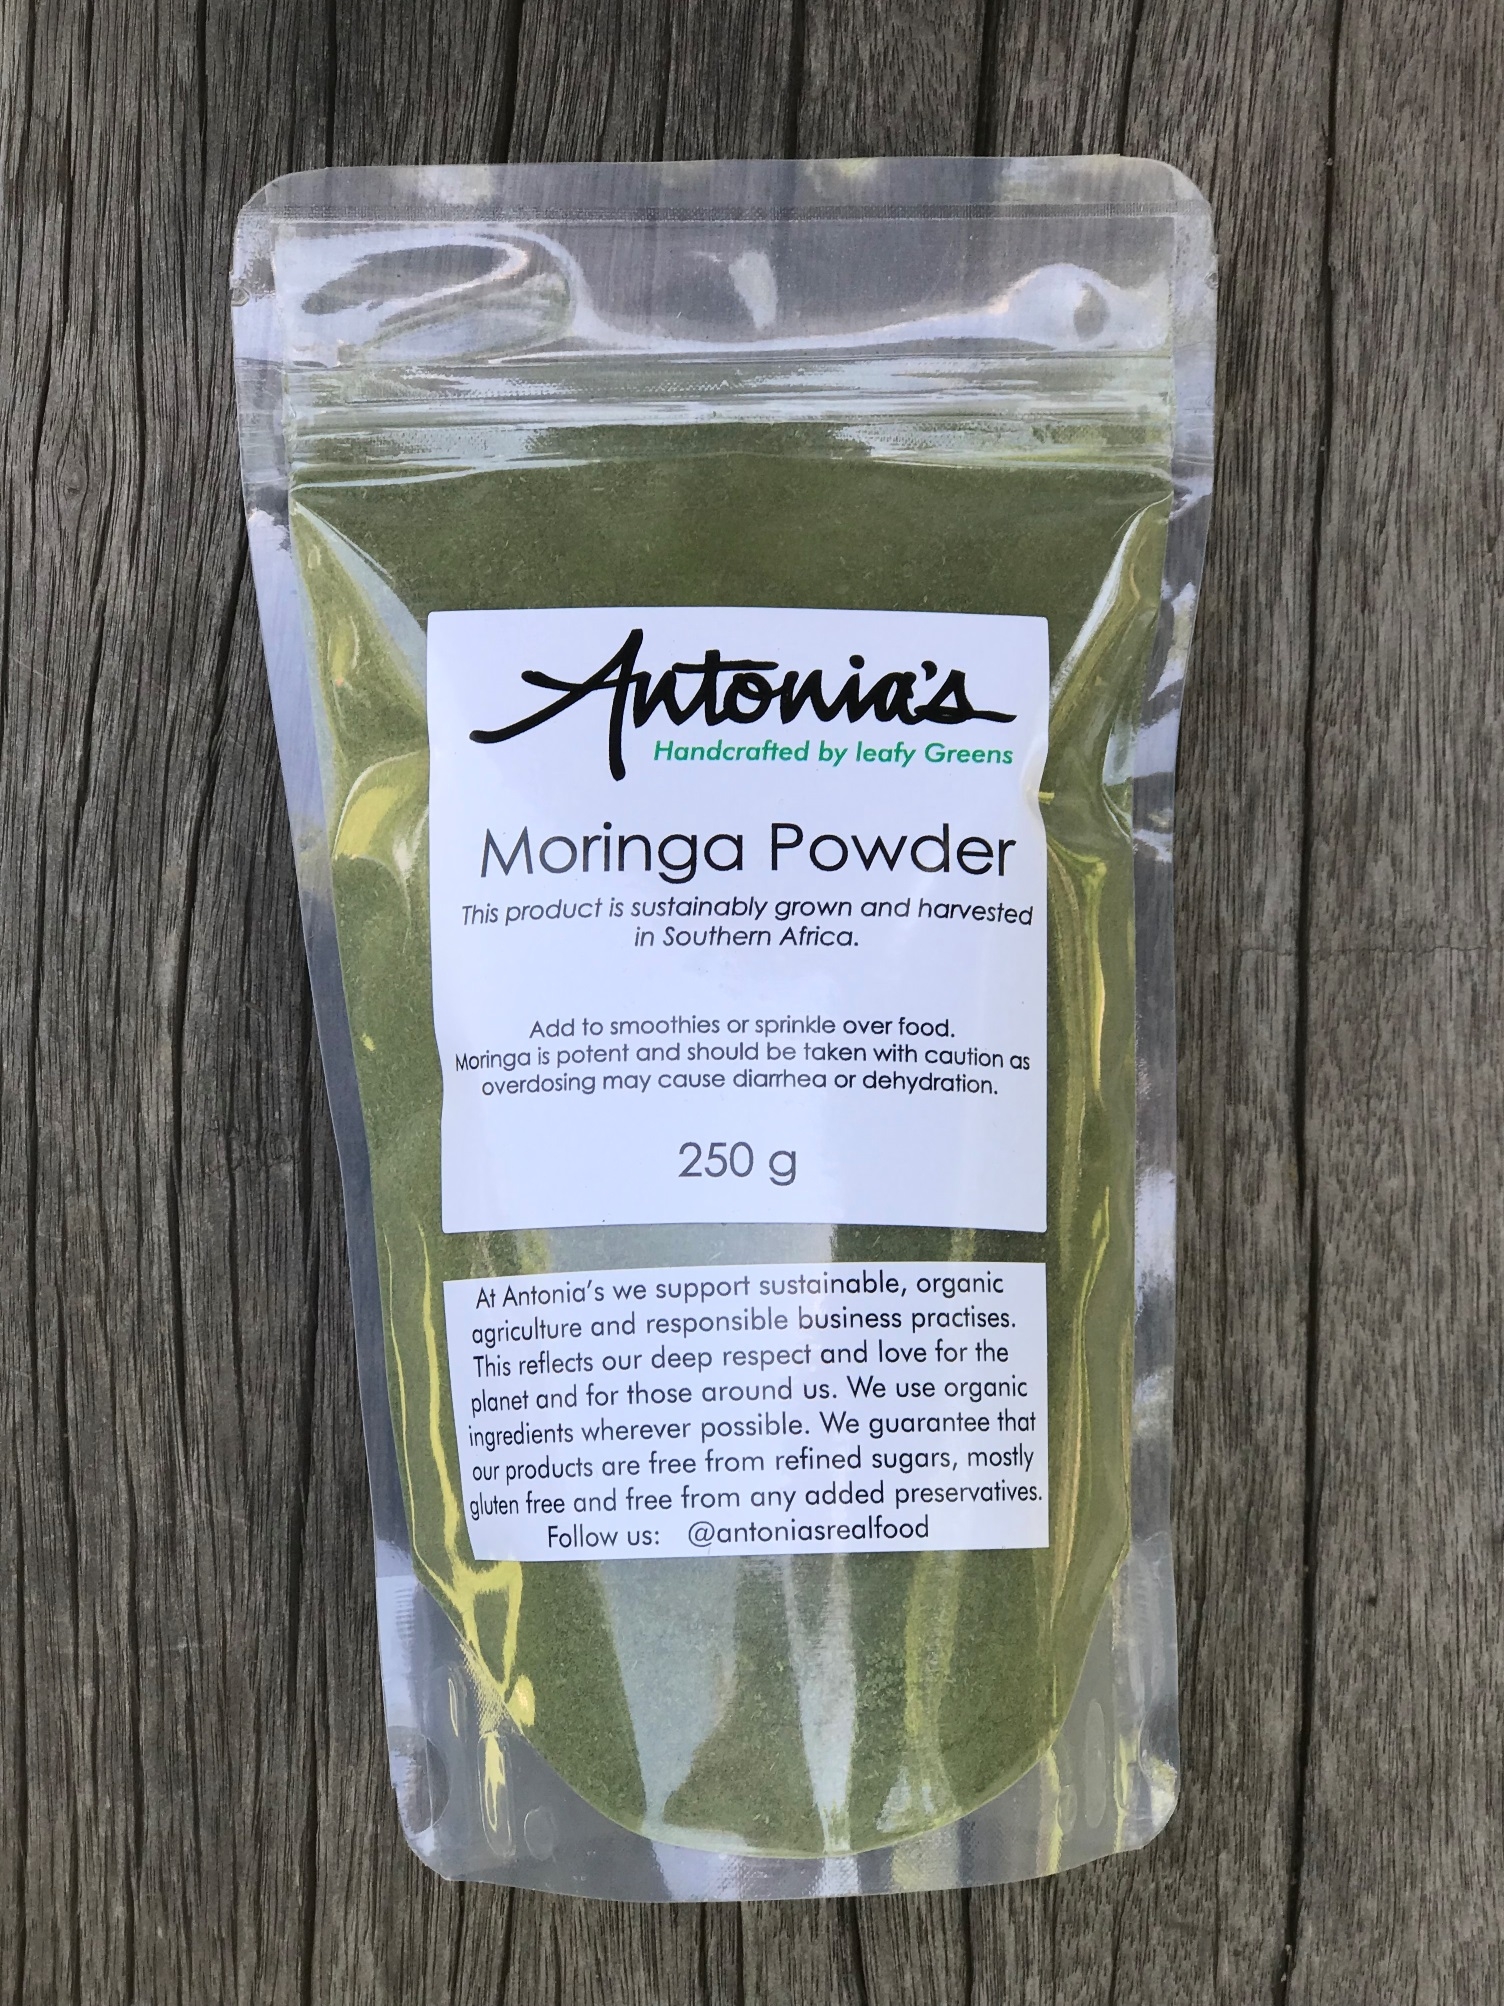 Antonia's
Handcrafted by leafy Greens
Moringa Powder
This product is sustainably grown and harvested
in Southern Africa.
Add to smoothies or sprinkle over food.
Moringa is potent and should be taken with caution as
overdosing may cause diarrhea or dehydration.
250 g
At Antonia's we support sustainable, organic
agriculture and responsible business practises.
This reflects our deep respect and love for the
planet and for those around us. We use organic
ingredients wherever possible. We guarantee that
our products are free from refined sugars, mostly
gluten free and free from any added preservatives.
Follow us: @antoniasrealfood